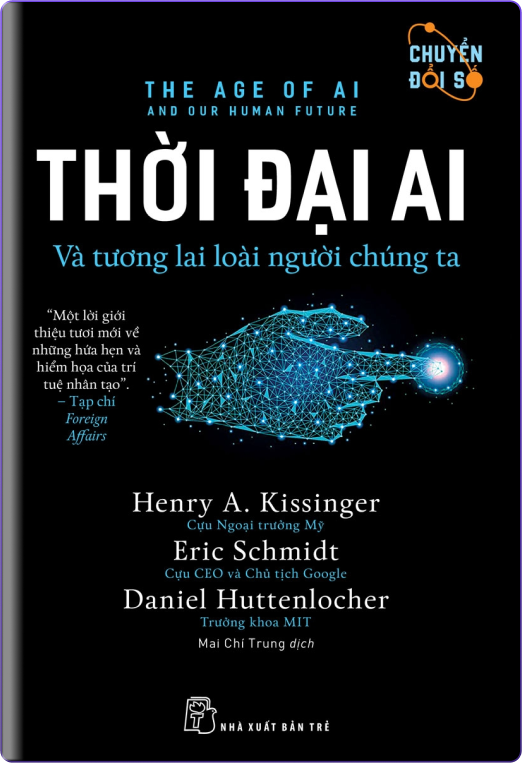 CHUYỂN
ĐỔI SỐ
THE AGE OF AI
AND OUR HUMAN FUTURE
THỜI ĐẠI AI
Và tương lai loài người chúng ta
“Một lời giới
thiệu tươi mới về
những hứa hẹn và
hiểm họa của trí
tuệ nhân tạo”.
– Tạp chí
Foreign
Affairs
Henry A. Kissinger
Cựu Ngoại trưởng Mỹ
Eric Schmidt
Cựu CEO và Chủ tịch Google
Daniel Huttenlocher
Trưởng khoa MIT
Mai Chí Trung dịch
NHÀ XUẤT BẢN TRẺ